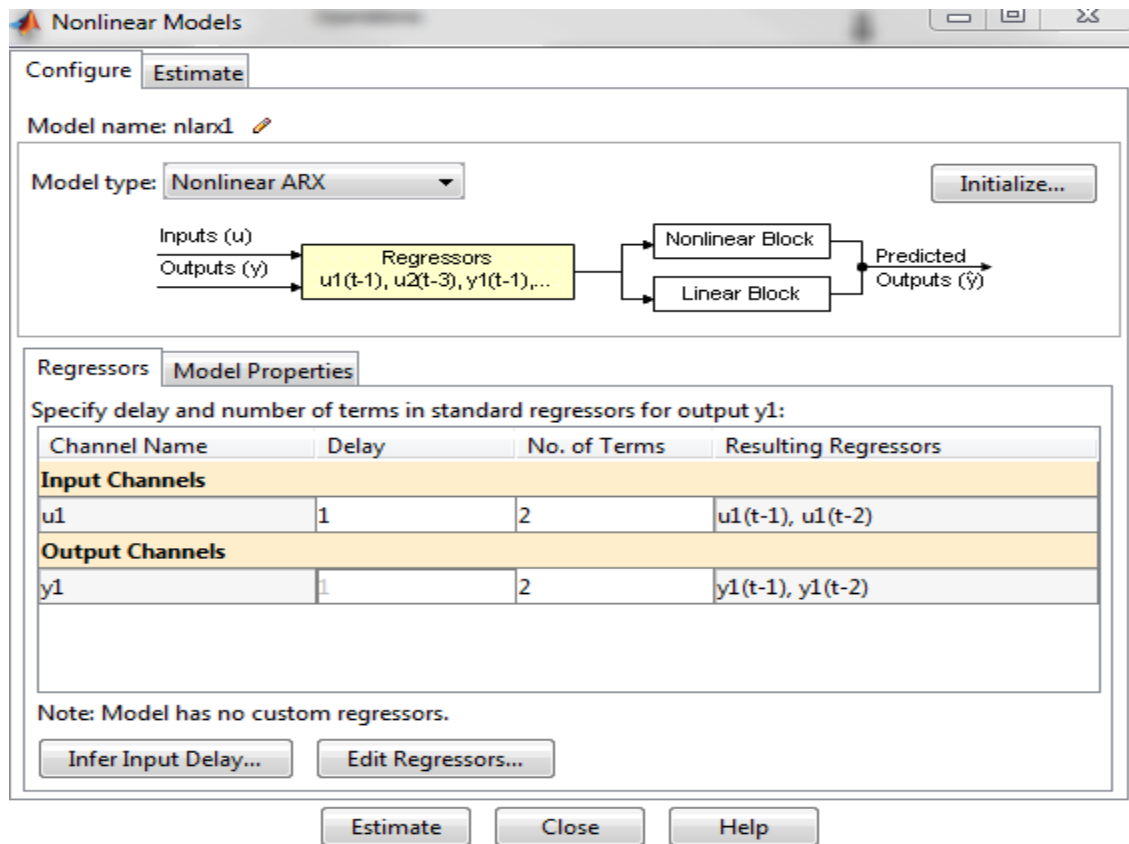 Nonlinear Models
Operations
Configure Estimate
Model name: nlarx1
Model type: Nonlinear ARX Initialize...
Inputs (u)
Outputs (y)
Regressors
u1(t-1), u2(t-3), y1(t-1),...
Nonlinear Block
Linear Block
Predicted
Outputs (ŷ)
Regressors Model Properties
Specify delay and number of terms in standard regressors for output y1:
Channel Name Delay No. of Terms Resulting Regressors
Input Channels
u1 1 2 u1(t-1), u1(t-2)
Output Channels
y1 1 2 y1(t-1), y1(t-2)
Note: Model has no custom regressors.
Infer Input Delay... Edit Regressors...
Estimate Close Help